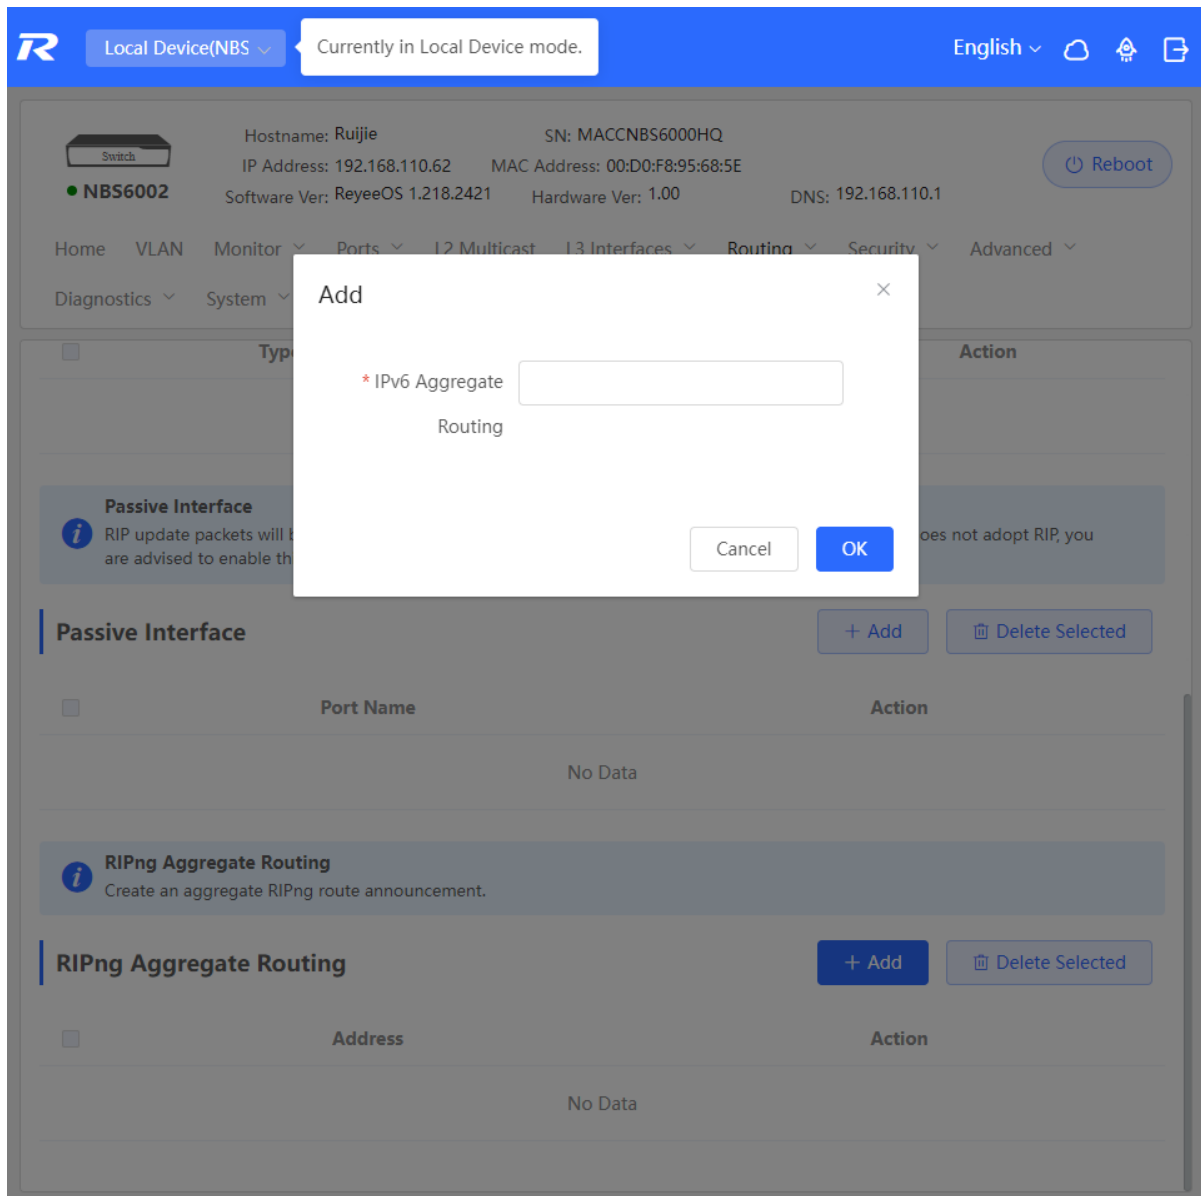 Local Device(NBS
Currently in Local Device mode.
English
Switch
NBS6002
Hostname: Ruijie
SN: MACCNBS6000HQ
IP Address: 192.168.110.62
MAC Address: 00:D0:F8:95:68:5E
Software Ver: ReyeeOS 1.218.2421
Hardware Ver: 1.00
DNS: 192.168.110.1
Reboot
Home VLAN Monitor Ports L2 Multicast L3 Interfaces Routing Security Advanced
Diagnostics System
Add
* IPv6 Aggregate
Routing
Cancel OK
Action
Passive Interface
RIP update packets will oes not adopt RIP, you
are advised to enable
Passive Interface
+ Add Delete Selected
Port Name Action
No Data
RIPng Aggregate Routing
Create an aggregate RIPng route announcement.
RIPng Aggregate Routing
+ Add Delete Selected
Address Action
No Data